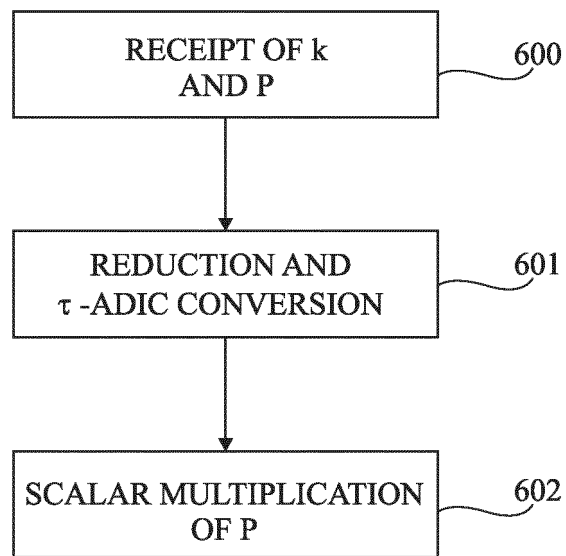 RECEIPT OF k
AND P
600
REDUCTION AND
τ -ADIC CONVERSION
601
SCALAR MULTIPLICATION
OF P
602